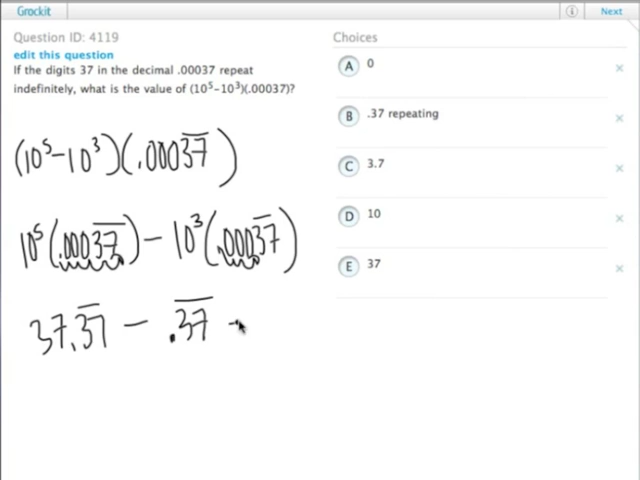 Grockit
Next
Question ID: 4119
edit this question
If the digits 37 in the decimal .00037 repeat
indefinitely, what is the value of (10⁵-10³)(.00037)?
(10⁵-10³)(.00037̅)
10⁵(.00037̅) - 10³(.00037̅)
37.37̅ - .37̅
Choices
A 0
B .37 repeating
C 3.7
D 10
E 37